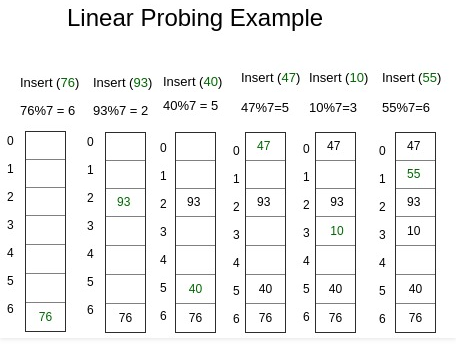 Linear Probing Example
Insert (76) Insert (93) Insert (40) Insert (47) Insert (10) Insert (55)
76%7 = 6 93%7 = 2 40%7 = 5 47%7=5 10%7=3 55%7=6
0 0 0 0 47 0 47 0 47
1 1 1 1 1 1 55
2 2 93 2 93 2 93 2 93 2 93
3 3 3 3 3 10 3 10
4 4 4 4 4 4
5 5 5 40 5 40 5 40 5 40
6 76 6 76 6 76 6 76 6 76 6 76